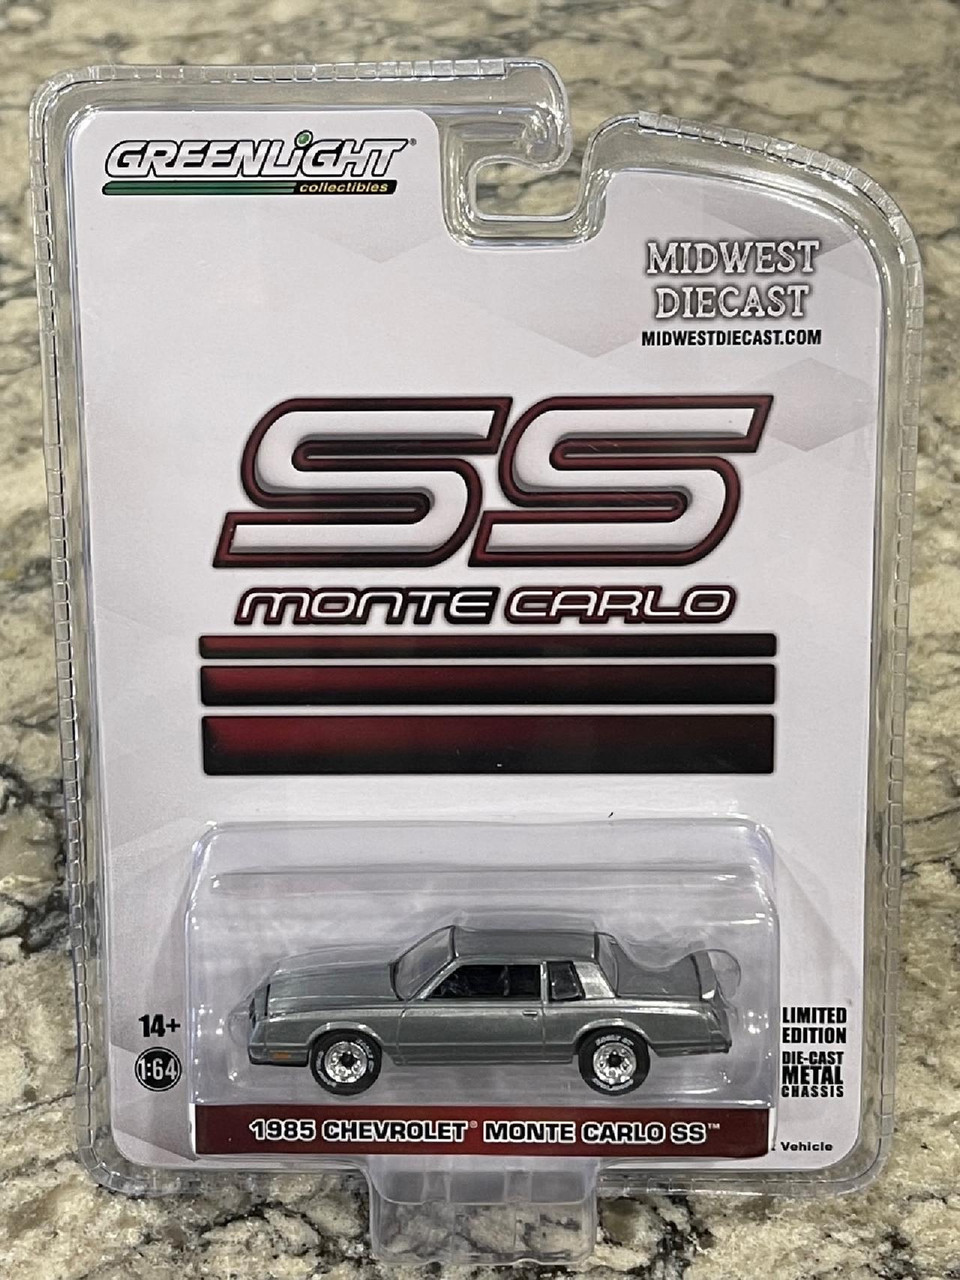 GREENLiGHT®
collectibles
MIDWEST
DIECAST
MIDWESTDIECAST.COM
SS
MONTE CARLO
14+
1:64
LIMITED
EDITION
DIE-CAST
METAL
CHASSIS
1985 CHEVROLET® MONTE CARLO SS™
Vehicle